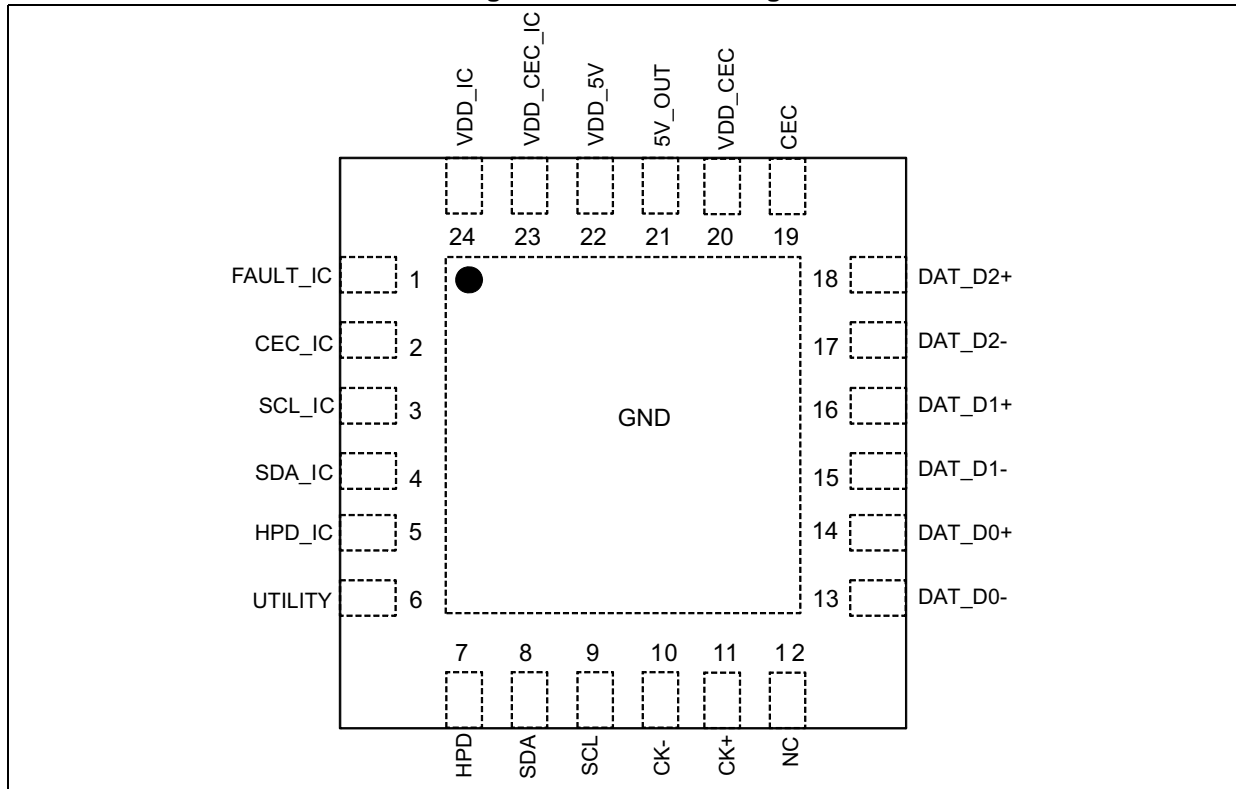 VDD_IC
VDD_CEC_IC
VDD_5V
5V_OUT
VDD_CEC
CEC
24
23
22
21
20
19
FAULT_IC
1
CEC_IC
2
SCL_IC
3
SDA_IC
4
HPD_IC
5
UTILITY
6
GND
18
DAT_D2+
17
DAT_D2-
16
DAT_D1+
15
DAT_D1-
14
DAT_D0+
13
DAT_D0-
7
8
9
10
11
12
HPD
SDA
SCL
CK-
CK+
NC